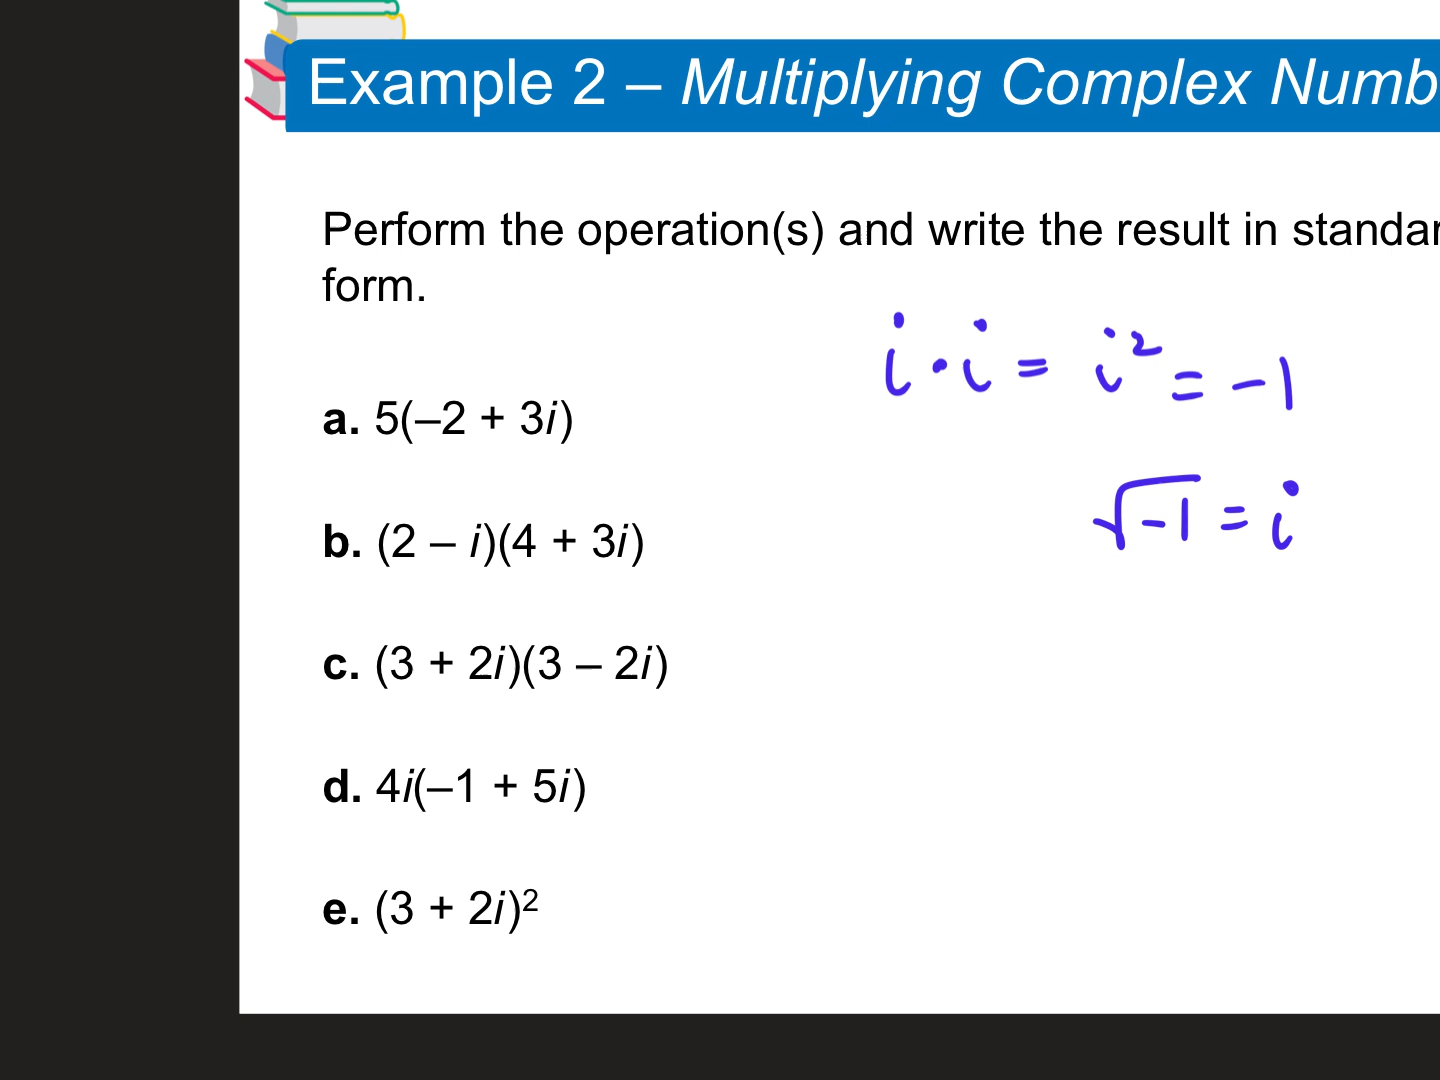 Example 2 – Multiplying Complex Numb
Perform the operation(s) and write the result in standar
form.
i · i = i² = -1
a. 5(–2 + 3i)
√-1 = i
b. (2 – i)(4 + 3i)
c. (3 + 2i)(3 – 2i)
d. 4i(–1 + 5i)
e. (3 + 2i)²